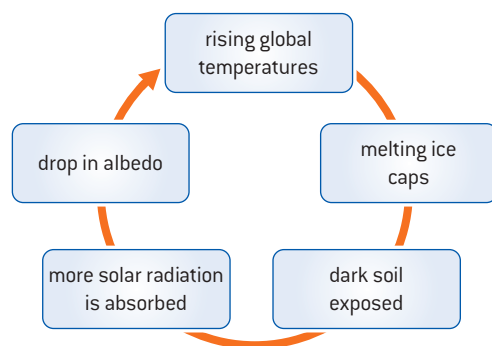 rising global
temperatures
melting ice
caps
dark soil
exposed
more solar radiation
is absorbed
drop in albedo